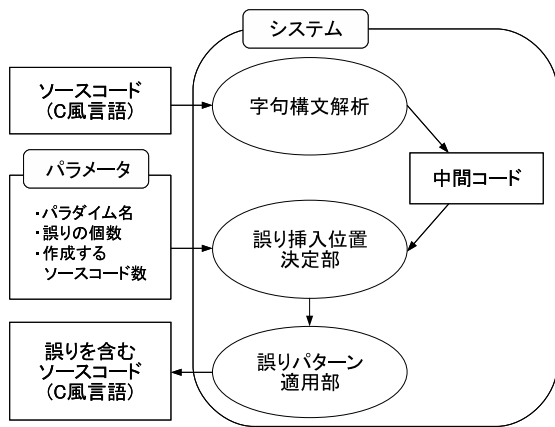 システム
ソースコード
(C風言語)
字句構文解析
中間コード
パラメータ
・パラダイム名
・誤りの個数
・作成する
ソースコード数
誤り挿入位置
決定部
誤りを含む
ソースコード
(C風言語)
誤りパターン
適用部